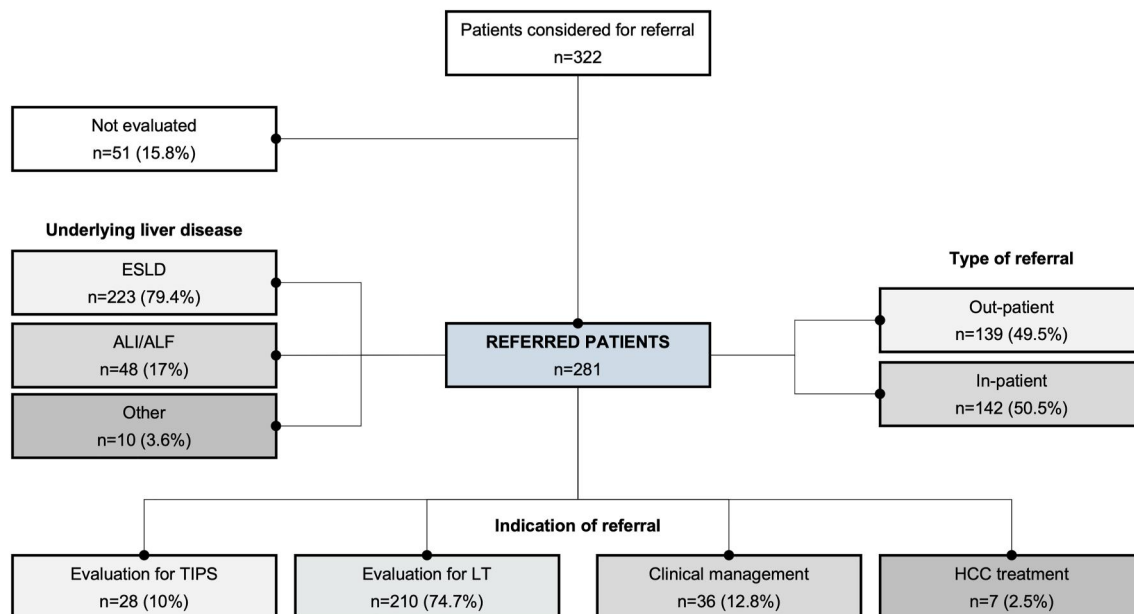 Patients considered for referral
n=322
Not evaluated
n=51 (15.8%)
Underlying liver disease
ESLD
n=223 (79.4%)
ALI/ALF
n=48 (17%)
Other
n=10 (3.6%)
REFERRED PATIENTS
n=281
Type of referral
Out-patient
n=139 (49.5%)
In-patient
n=142 (50.5%)
Indication of referral
Evaluation for TIPS
n=28 (10%)
Evaluation for LT
n=210 (74.7%)
Clinical management
n=36 (12.8%)
HCC treatment
n=7 (2.5%)